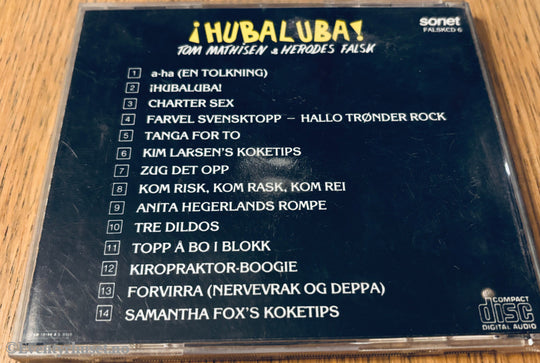 ¡HUBALUBA!
TOM MATHISEN & HERODES FALSK
sonet
FALSKCD 6
1 a-ha (EN TOLKNING)
2 ¡HUBALUBA!
3 CHARTER SEX
4 FARVEL SVENSKTOPP – HALLO TRØNDER ROCK
5 TANGA FOR TO
6 KIM LARSEN'S KOKETIPS
7 ZUG DET OPP
8 KOM RISK, KOM RASK, KOM REI
9 ANITA HEGERLANDS ROMPE
10 TRE DILDOS
11 TOPP Å BO I BLOKK
12 KIROPRAKTOR-BOOGIE
13 FORVIRRA (NERVEVRAK OG DEPPA)
14 SAMANTHA FOX'S KOKETIPS
COMPACT
disc
DIGITAL AUDIO